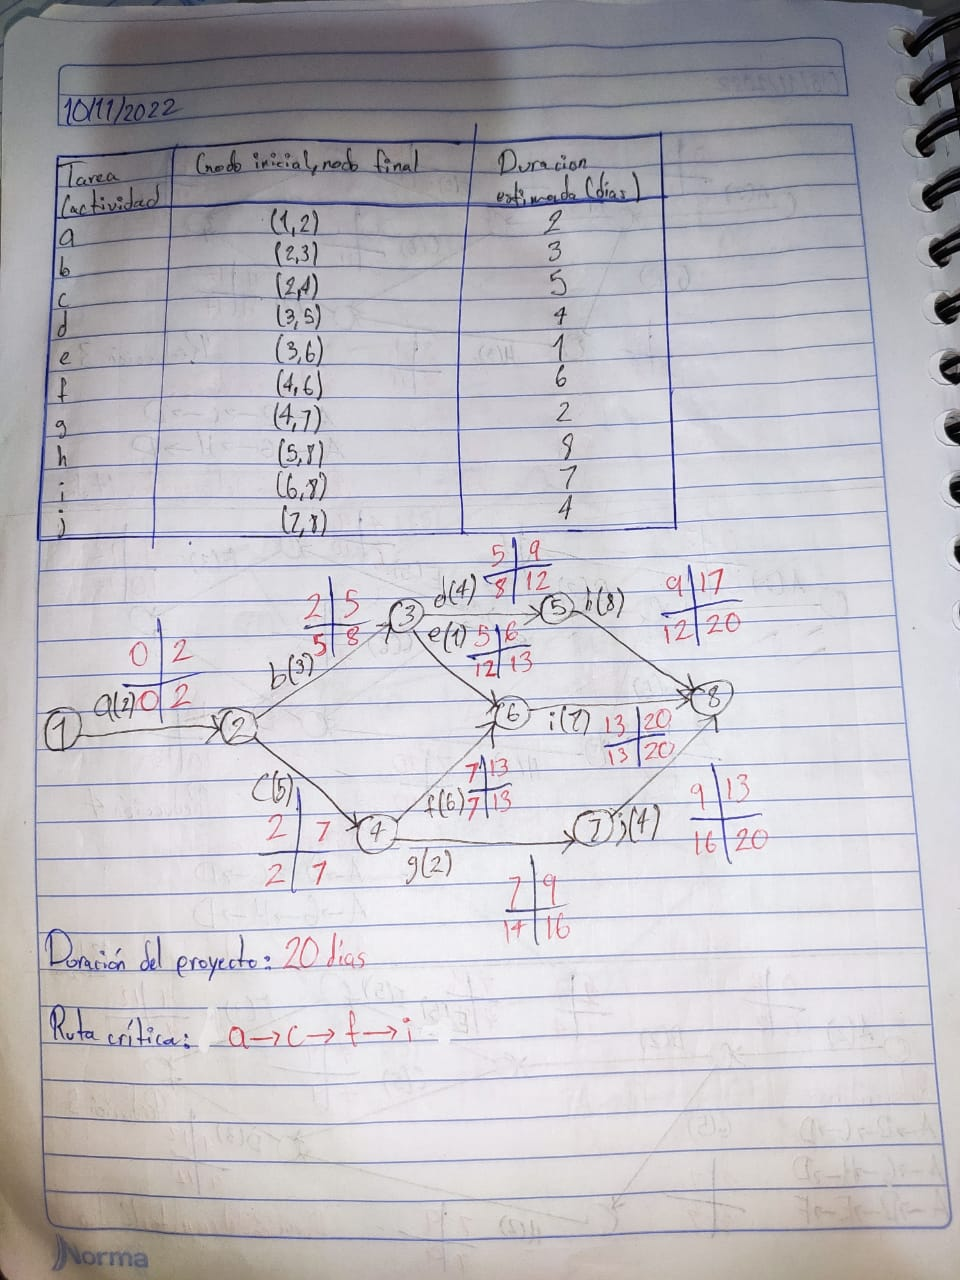 10/11/2022
Tarea (actividad | (nodo inicial, nodo final | Duracion estimada (días)
a (1,2) 2
b (2,3) 3
c (2,4) 5
d (3,5) 4
e (3,6) 1
f (4,6) 6
g (4,7) 2
h (5,8) 8
i (6,8) 7
j (7,8) 4
5 9
8 12
d(4)
5
h(8)
9 17
12 20
2 5
5 8
3
e(1)
5 6
12 13
b(3)
0 2
0 2
a(2)
1
2
6
i(7)
13 20
13 20
8
c(5)
2 7
2 7
4
f(6)
7 13
7 13
g(2)
7
j(4)
9 13
16 20
7 9
14 16
Duración del proyecto: 20 días
Ruta crítica: a→c→f→i
Norma